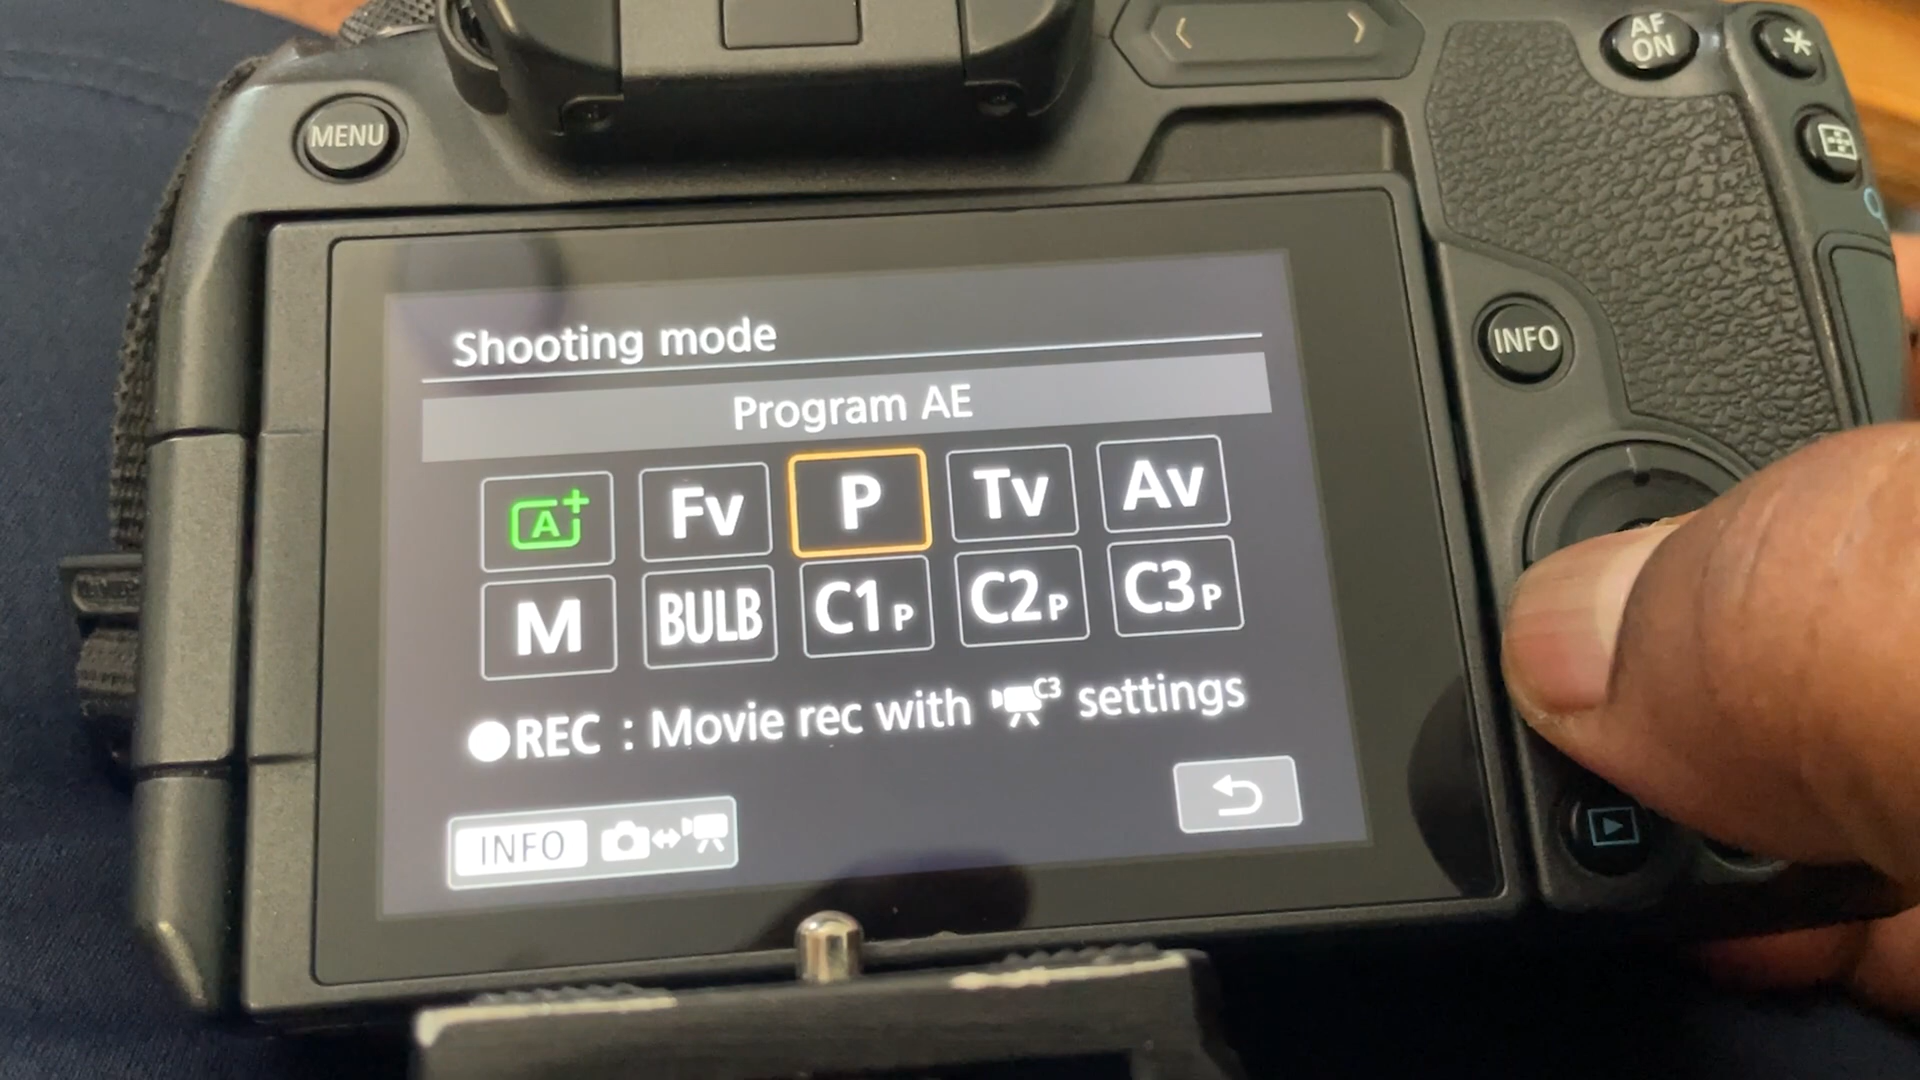 AF
ON
MENU
INFO
Shooting mode
Program AE
A+ Fv P Tv Av
M BULB C1P C2P C3P
●REC : Movie rec with C3 settings
INFO